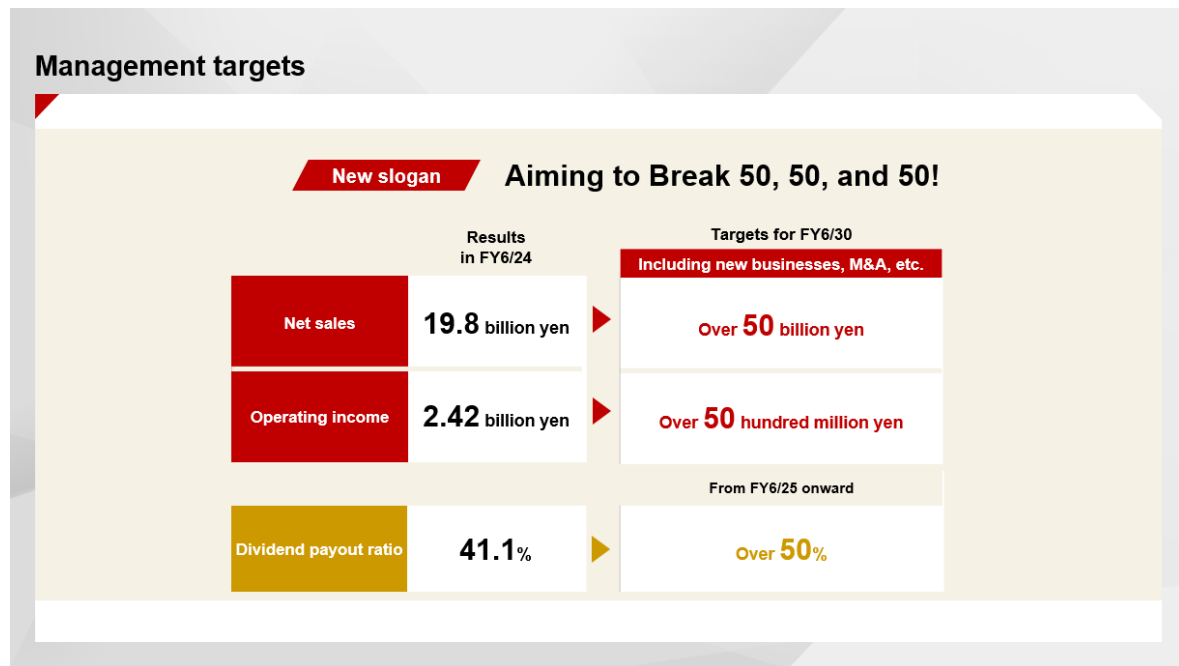 Management targets
New slogan
Aiming to Break 50, 50, and 50!
Results
in FY6/24
Targets for FY6/30
Including new businesses, M&A, etc.
Net sales
19.8 billion yen
Over 50 billion yen
Operating income
2.42 billion yen
Over 50 hundred million yen
From FY6/25 onward
Dividend payout ratio
41.1%
Over 50%